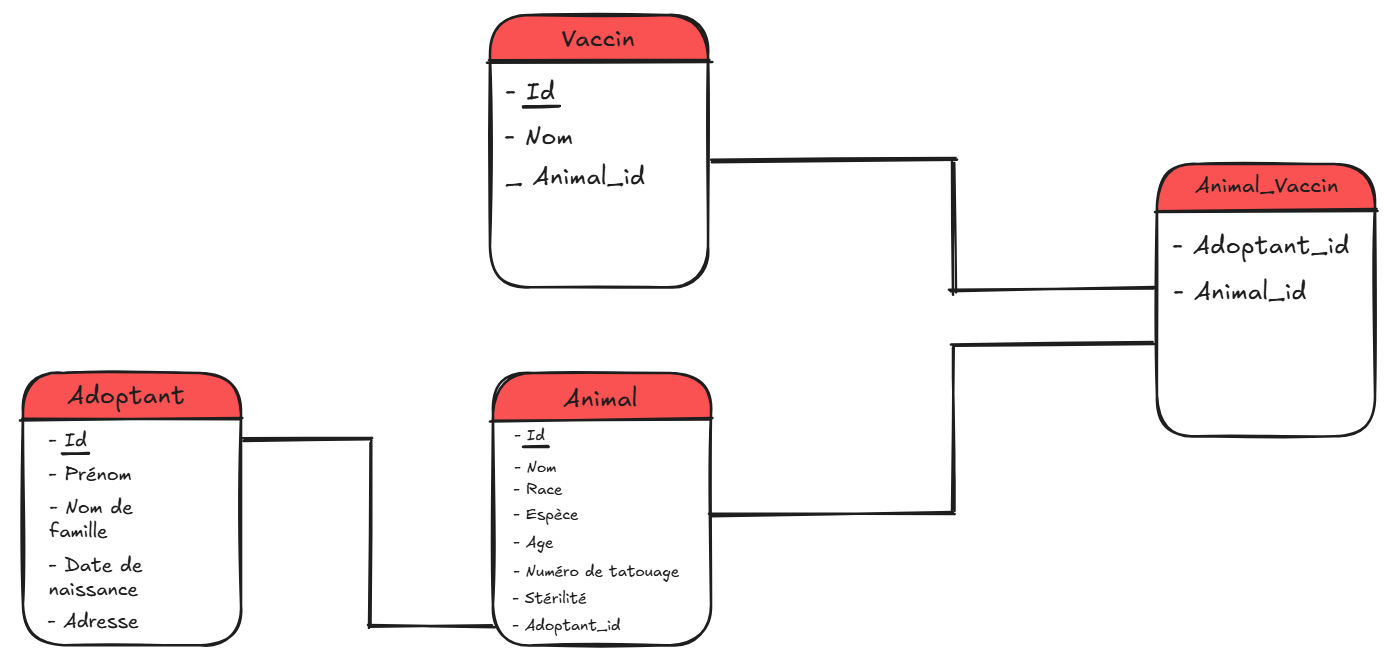 Vaccin
- Id
- Nom
_ Animal_id
Animal_Vaccin
- Adoptant_id
- Animal_id
Adoptant
- Id
- Prénom
- Nom de
famille
- Date de
naissance
- Adresse
Animal
- Id
- Nom
- Race
- Espèce
- Age
- Numéro de tatouage
- Stérilité
- Adoptant_id